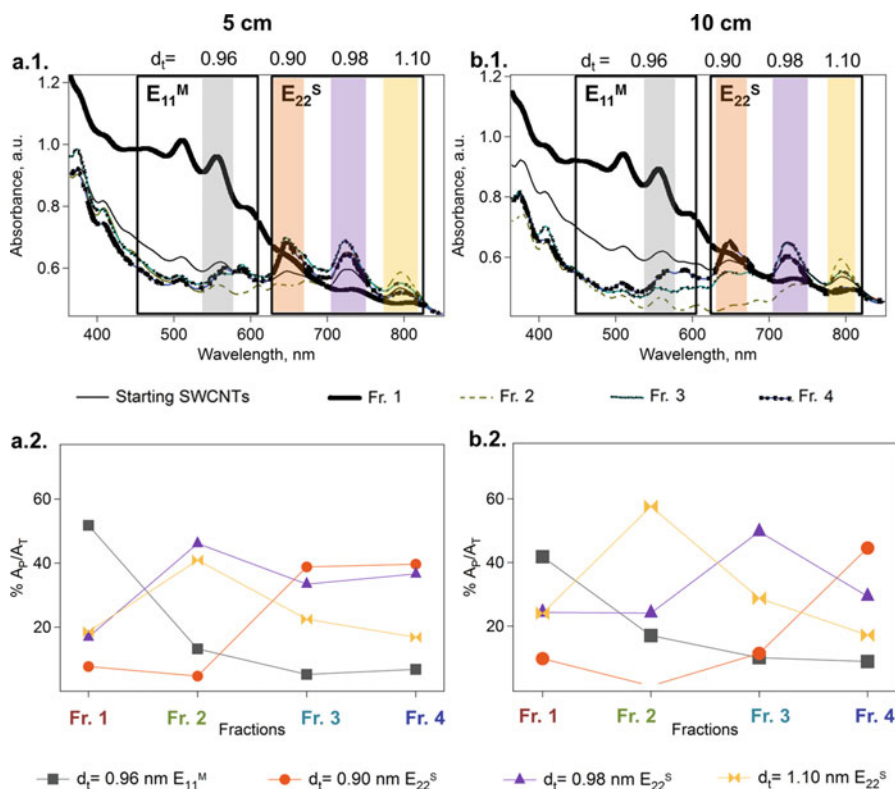 5 cm
10 cm
a.1.
dt= 0.96 0.90 0.98 1.10
b.1.
dt = 0.96 0.90 0.98 1.10
1.2
1.0
0.8
0.6
Absorbance, a.u.
E11M
E22S
400 500 600 700 800
Wavelength, nm
1.2
1.0
0.8
0.6
Absorbance, a.u.
E11M
E22S
400 500 600 700 800
Wavelength, nm
Starting SWCNTs Fr. 1 Fr. 2 Fr. 3 Fr. 4
a.2.
60
40
20
% AP/AT
Fr. 1 Fr. 2 Fr. 3 Fr. 4
Fractions
b.2.
60
40
20
% AP/AT
Fr. 1 Fr. 2 Fr. 3 Fr. 4
Fractions
dt= 0.96 nm E11M dt= 0.90 nm E22S dt= 0.98 nm E22S dt= 1.10 nm E22S